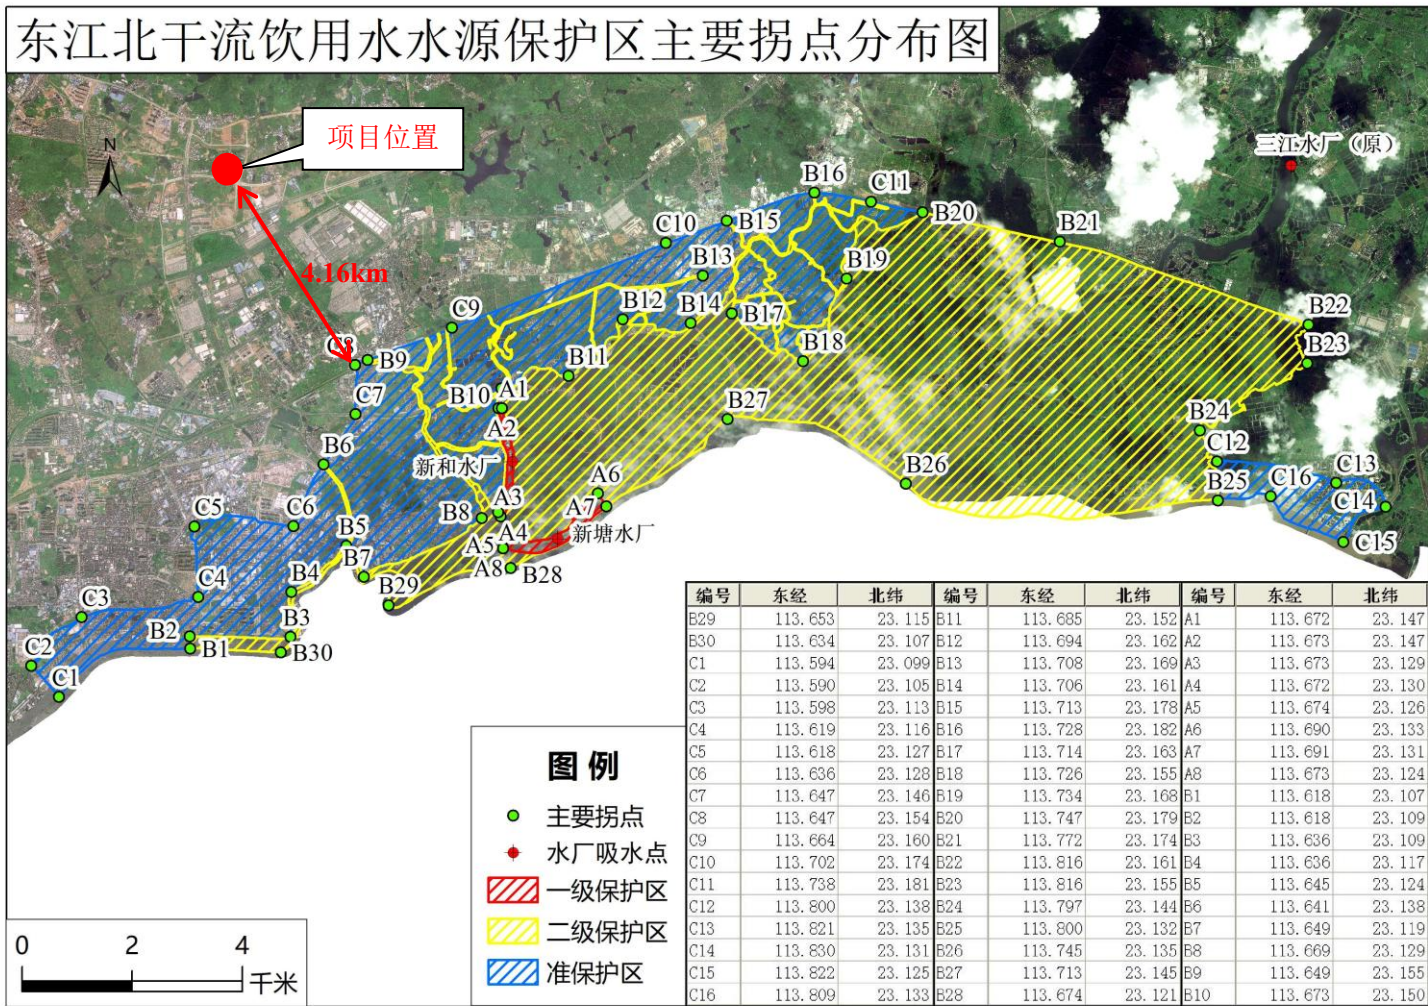 东江北干流饮用水水源保护区主要拐点分布图
项目位置
N
三江水厂（原）
4.16km
B16
C11
B20
B21
C10
B15
B13
B19
B22
B23
C9
B12
B14
B17
B18
C8
B9
B11
C7
B10
A1
A2
B27
B24
C12
B6
新和水厂
A6
B26
B25
C16
C13
C14
C15
C5
C6
B8
A3
A7
新塘水厂
B5
A4
A5
B7
A8
B28
C4
B4
B29
C3
B3
B2
B1
B30
C2
C1
编号 东经 北纬 编号 东经 北纬 编号 东经 北纬
B29 113.653 23.115 B11 113.685 23.152 A1 113.672 23.147
B30 113.634 23.107 B12 113.694 23.162 A2 113.673 23.147
C1 113.594 23.099 B13 113.708 23.169 A3 113.673 23.129
C2 113.590 23.105 B14 113.706 23.161 A4 113.672 23.130
C3 113.598 23.113 B15 113.713 23.178 A5 113.674 23.126
C4 113.619 23.116 B16 113.728 23.182 A6 113.690 23.133
C5 113.618 23.127 B17 113.714 23.163 A7 113.691 23.131
C6 113.636 23.128 B18 113.726 23.155 A8 113.673 23.124
C7 113.647 23.146 B19 113.734 23.168 B1 113.618 23.107
C8 113.647 23.154 B20 113.747 23.179 B2 113.618 23.109
C9 113.664 23.160 B21 113.772 23.174 B3 113.636 23.109
C10 113.702 23.174 B22 113.816 23.161 B4 113.636 23.117
C11 113.738 23.181 B23 113.816 23.155 B5 113.645 23.124
C12 113.800 23.138 B24 113.797 23.144 B6 113.641 23.138
C13 113.821 23.135 B25 113.800 23.132 B7 113.649 23.119
C14 113.830 23.131 B26 113.745 23.135 B8 113.669 23.129
C15 113.822 23.125 B27 113.713 23.145 B9 113.649 23.155
C16 113.809 23.133 B28 113.674 23.121 B10 113.673 23.150
图例
主要拐点
水厂吸水点
一级保护区
二级保护区
准保护区
0 2 4
千米